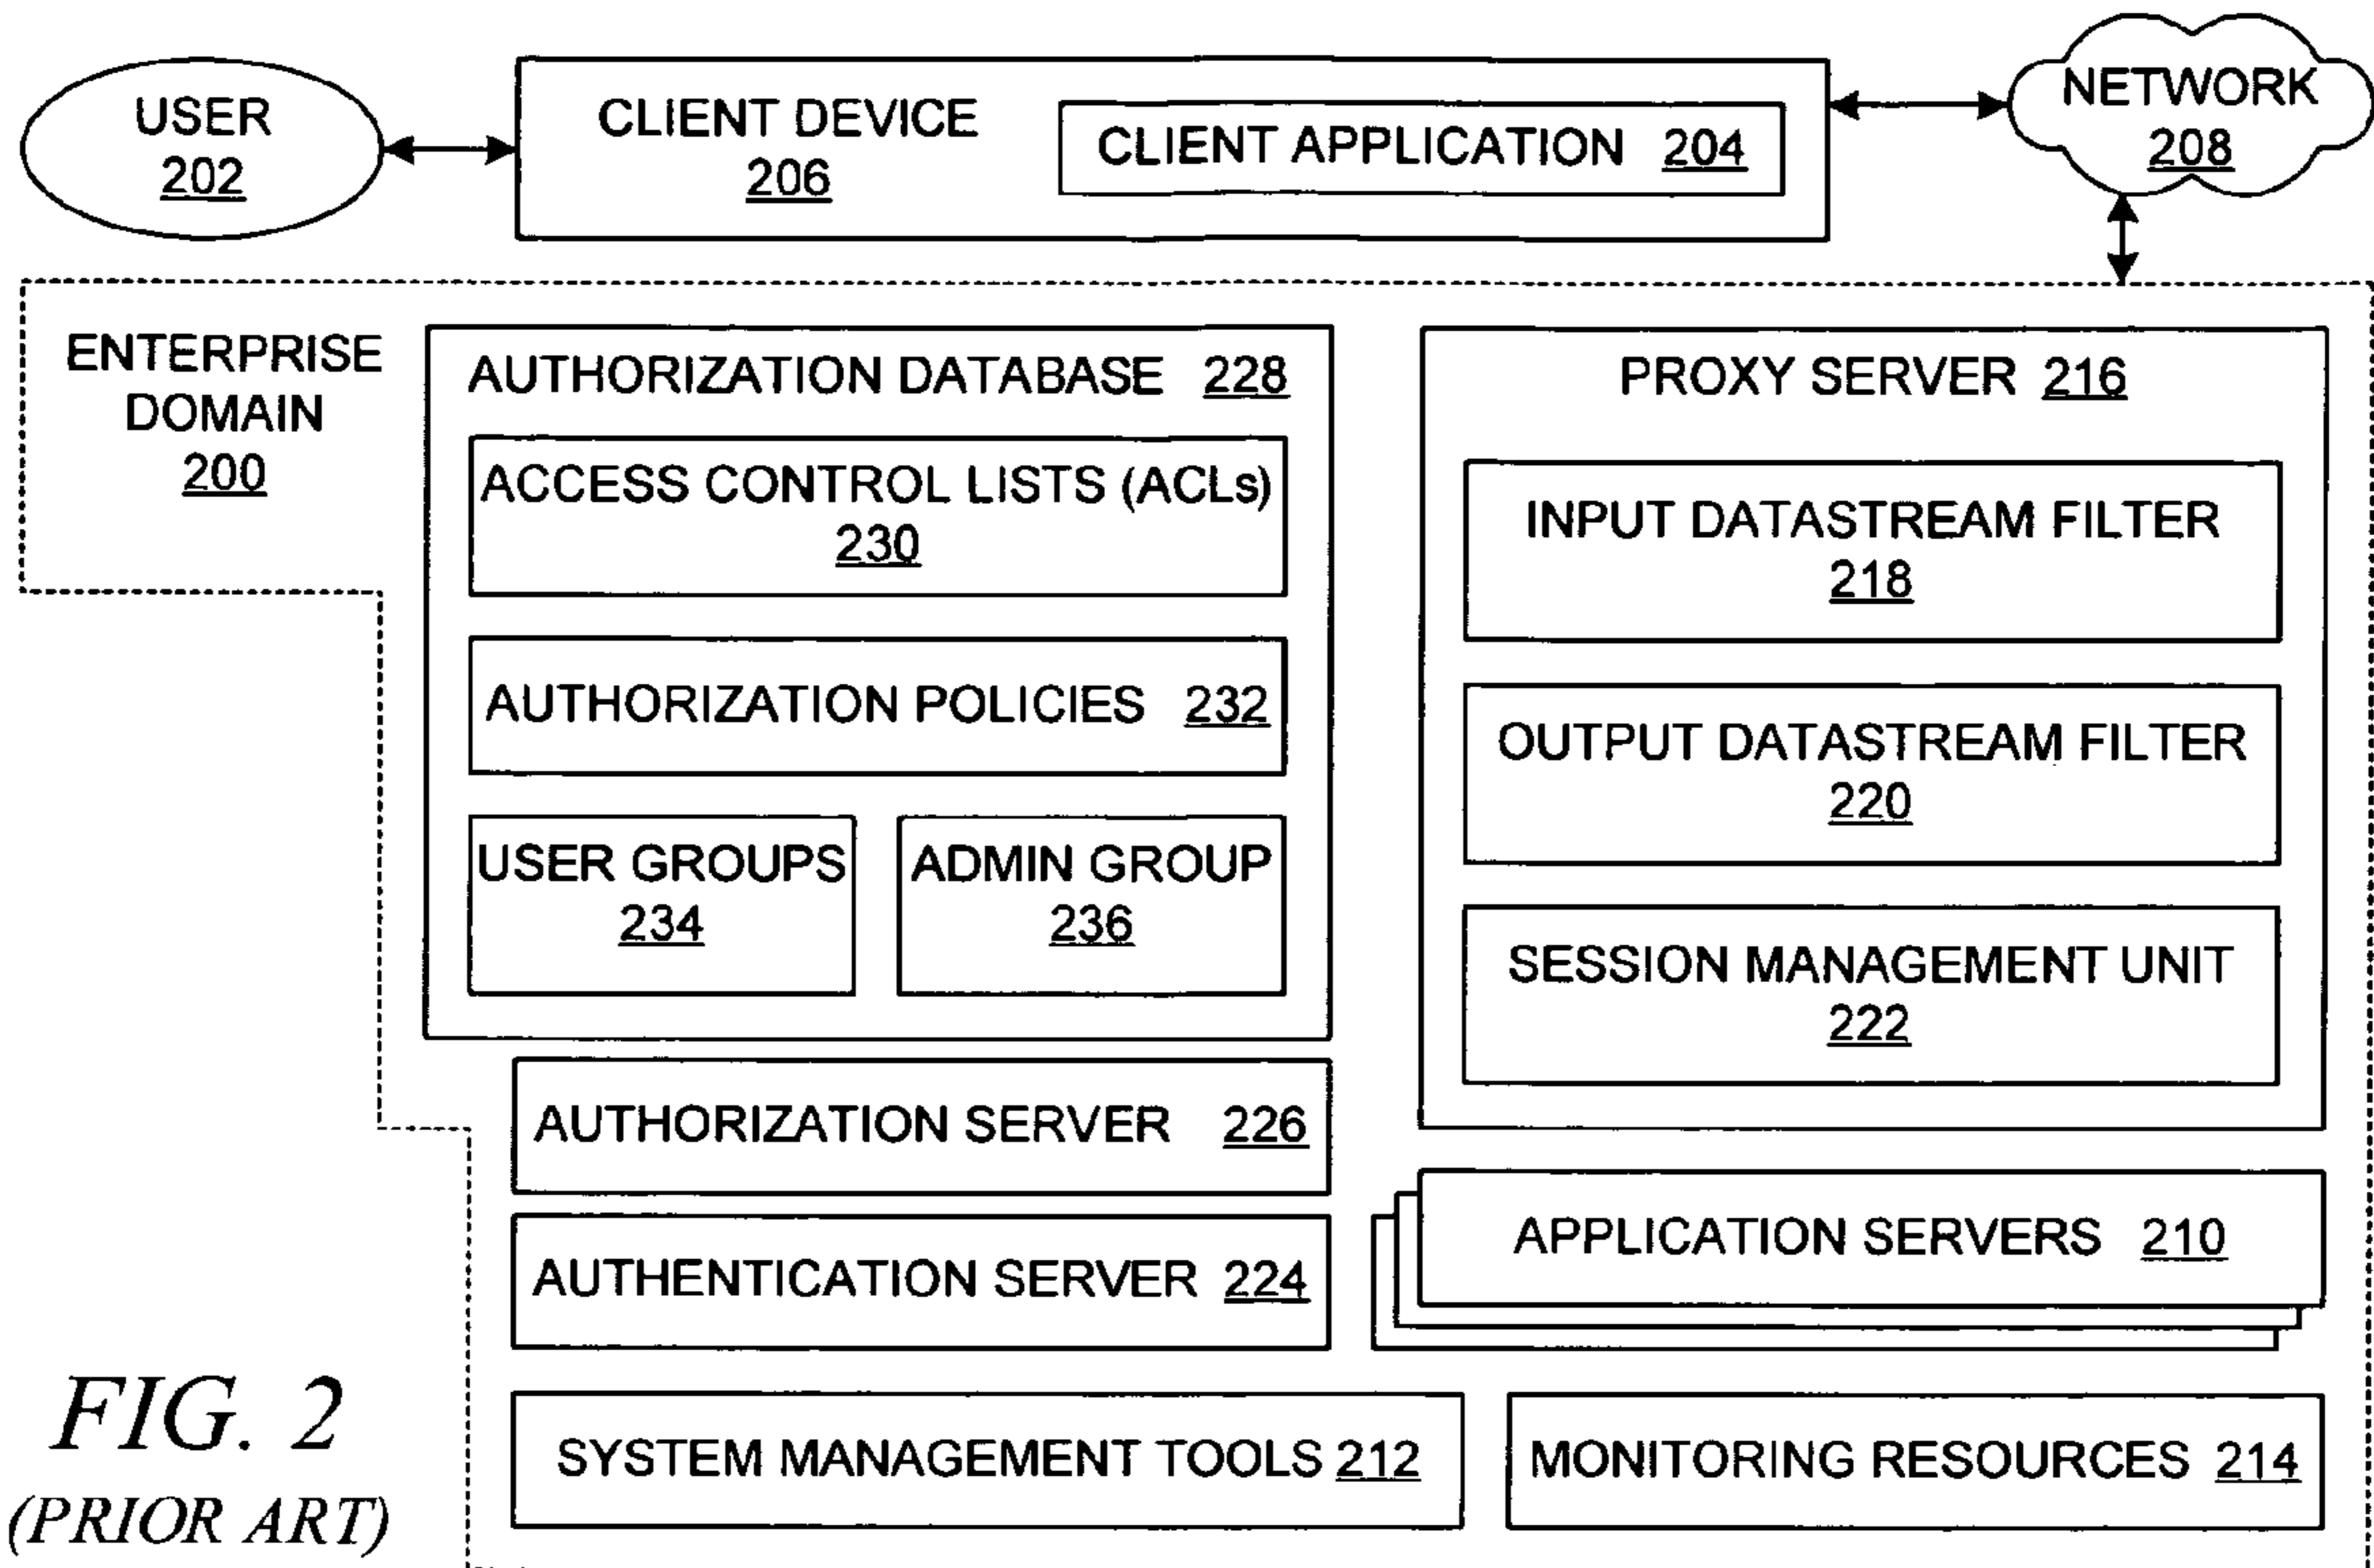 USER
202
CLIENT DEVICE
206
CLIENT APPLICATION 204
NETWORK
208
ENTERPRISE
DOMAIN
200
AUTHORIZATION DATABASE 228
ACCESS CONTROL LISTS (ACLs)
230
AUTHORIZATION POLICIES 232
USER GROUPS
234
ADMIN GROUP
236
PROXY SERVER 216
INPUT DATASTREAM FILTER
218
OUTPUT DATASTREAM FILTER
220
SESSION MANAGEMENT UNIT
222
AUTHORIZATION SERVER 226
AUTHENTICATION SERVER 224
APPLICATION SERVERS 210
SYSTEM MANAGEMENT TOOLS 212
MONITORING RESOURCES 214
FIG. 2
(PRIOR ART)